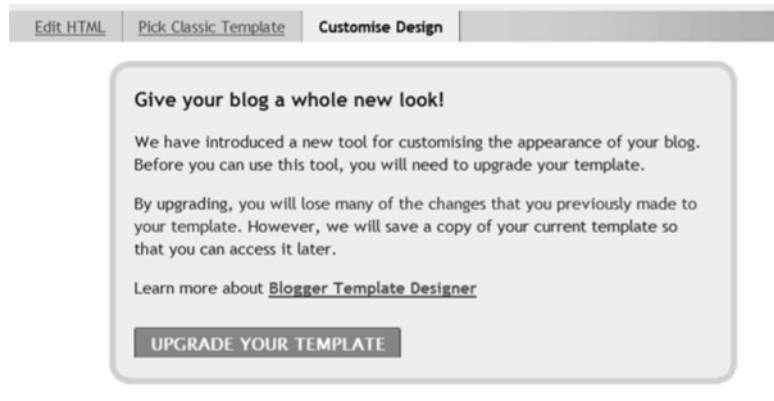 Edit HTML Pick Classic Template Customise Design
Give your blog a whole new look!
We have introduced a new tool for customising the appearance of your blog.
Before you can use this tool, you will need to upgrade your template.
By upgrading, you will lose many of the changes that you previously made to
your template. However, we will save a copy of your current template so
that you can access it later.
Learn more about Blogger Template Designer
UPGRADE YOUR TEMPLATE